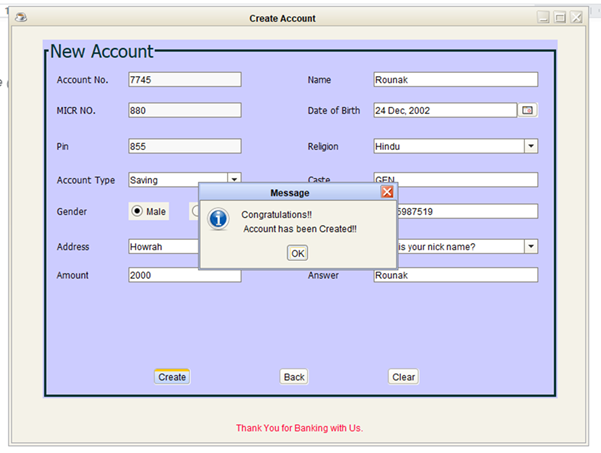 Create Account
New Account
Account No. 7745 Name Rounak
MICR NO. 880 Date of Birth 24 Dec, 2002
Pin 855 Religion Hindu
Account Type Saving Caste GEN
Message
Gender Male 5987519
Congratulations!!
Account has been Created!!
Address Howrah is your nick name?
OK
Amount 2000 Answer Rounak
Create Back Clear
Thank You for Banking with Us.